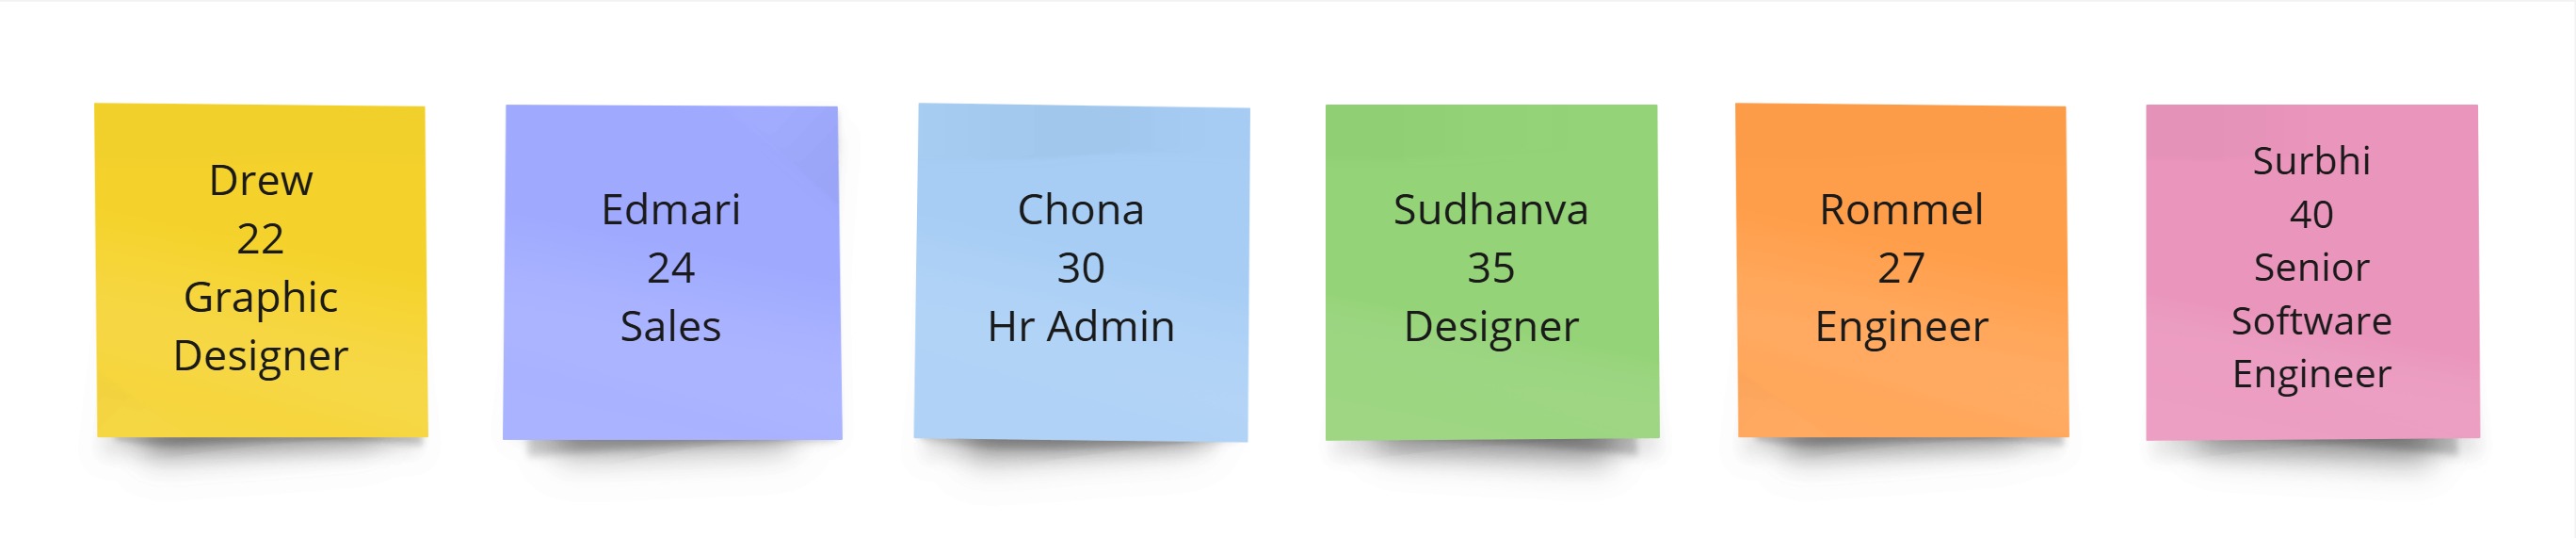 Drew
22
Graphic
Designer
Edmari
24
Sales
Chona
30
Hr Admin
Sudhanva
35
Designer
Rommel
27
Engineer
Surbhi
40
Senior
Software
Engineer